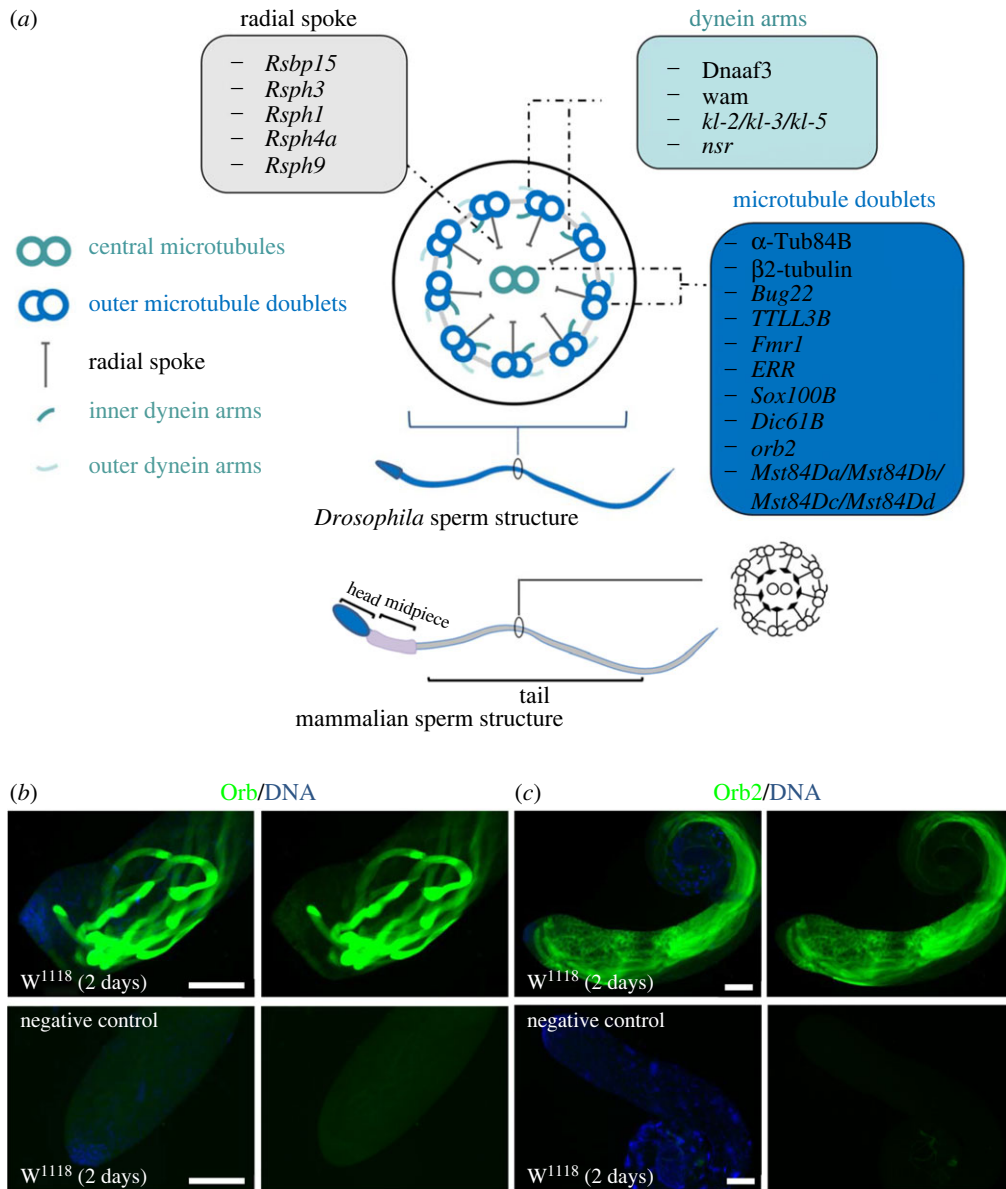 (a)
radial spoke
– Rsbp15
– Rsph3
– Rsph1
– Rsph4a
– Rsph9
dynein arms
– Dnaaf3
– wam
– kl-2/kl-3/kl-5
– nsr
microtubule doublets
– α-Tub84B
– β2-tubulin
– Bug22
– TTLL3B
– Fmr1
– ERR
– Sox100B
– Dic61B
– orb2
– Mst84Da/Mst84Db/
Mst84Dc/Mst84Dd
central microtubules
outer microtubule doublets
radial spoke
inner dynein arms
outer dynein arms
Drosophila sperm structure
head midpiece
tail
mammalian sperm structure
(b)
Orb/DNA
W1118 (2 days)
negative control
W1118 (2 days)
(c)
Orb2/DNA
W1118 (2 days)
negative control
W1118 (2 days)